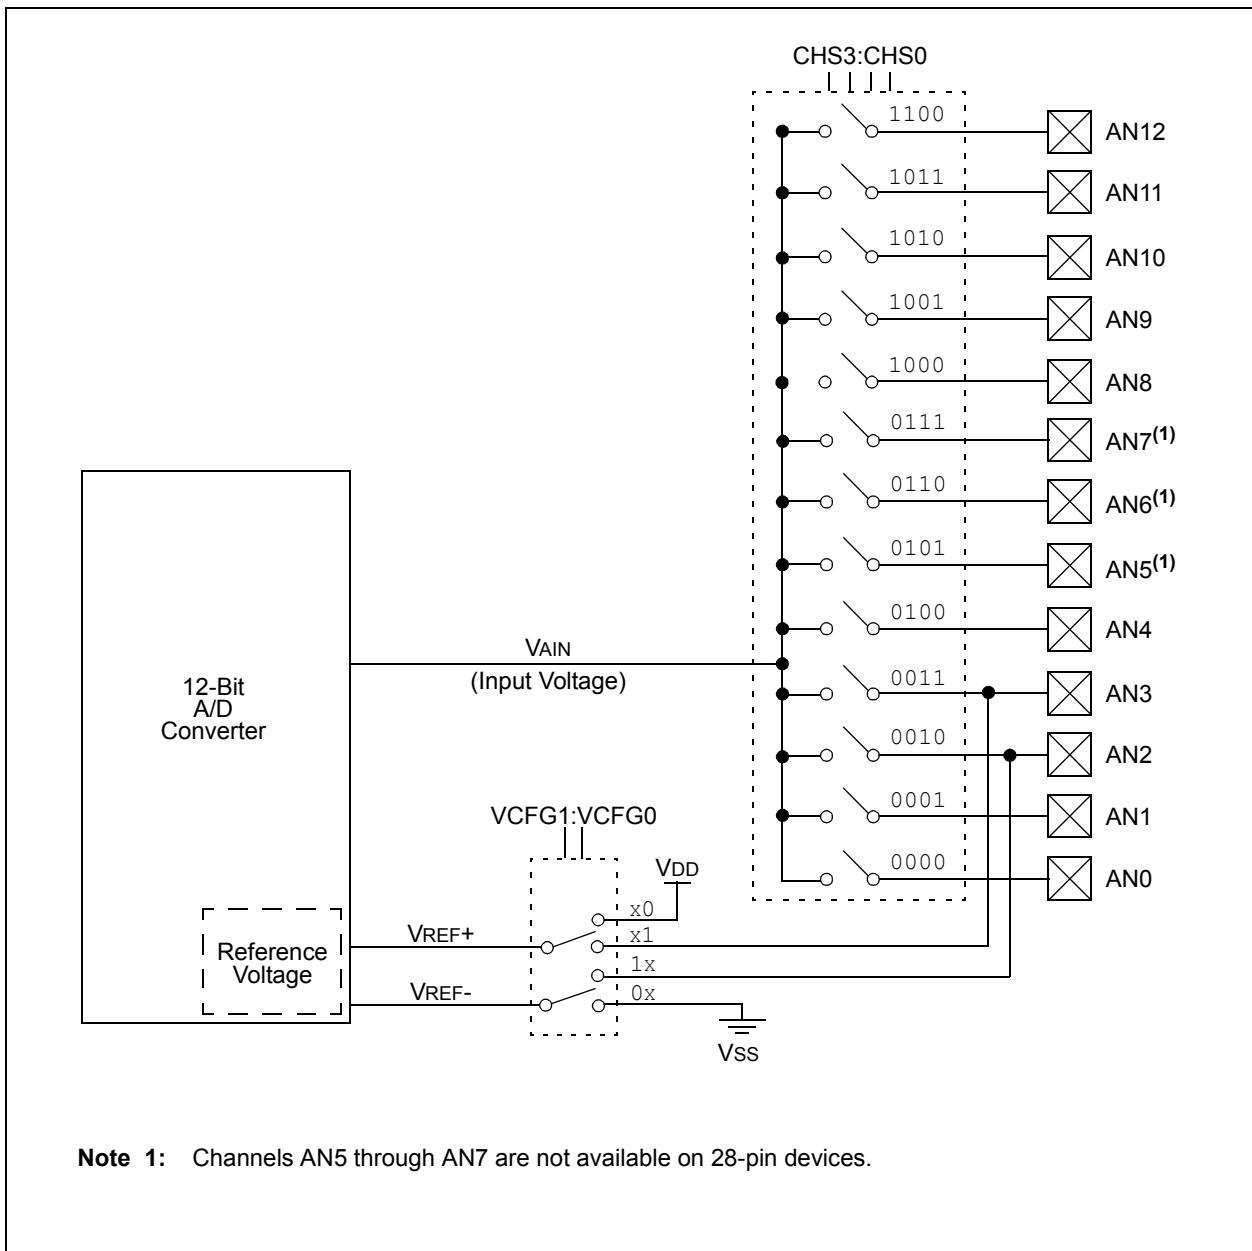 CHS3:CHS0
1100 AN12
1011 AN11
1010 AN10
1001 AN9
1000 AN8
0111 AN7(1)
0110 AN6(1)
0101 AN5(1)
0100 AN4
VAIN
(Input Voltage)
0011 AN3
12-Bit
A/D
Converter
0010 AN2
0001 AN1
VCFG1:VCFG0
0000 AN0
VDD
x0
VREF+
x1
Reference
Voltage
1x
VREF-
0x
VSS
Note 1: Channels AN5 through AN7 are not available on 28-pin devices.